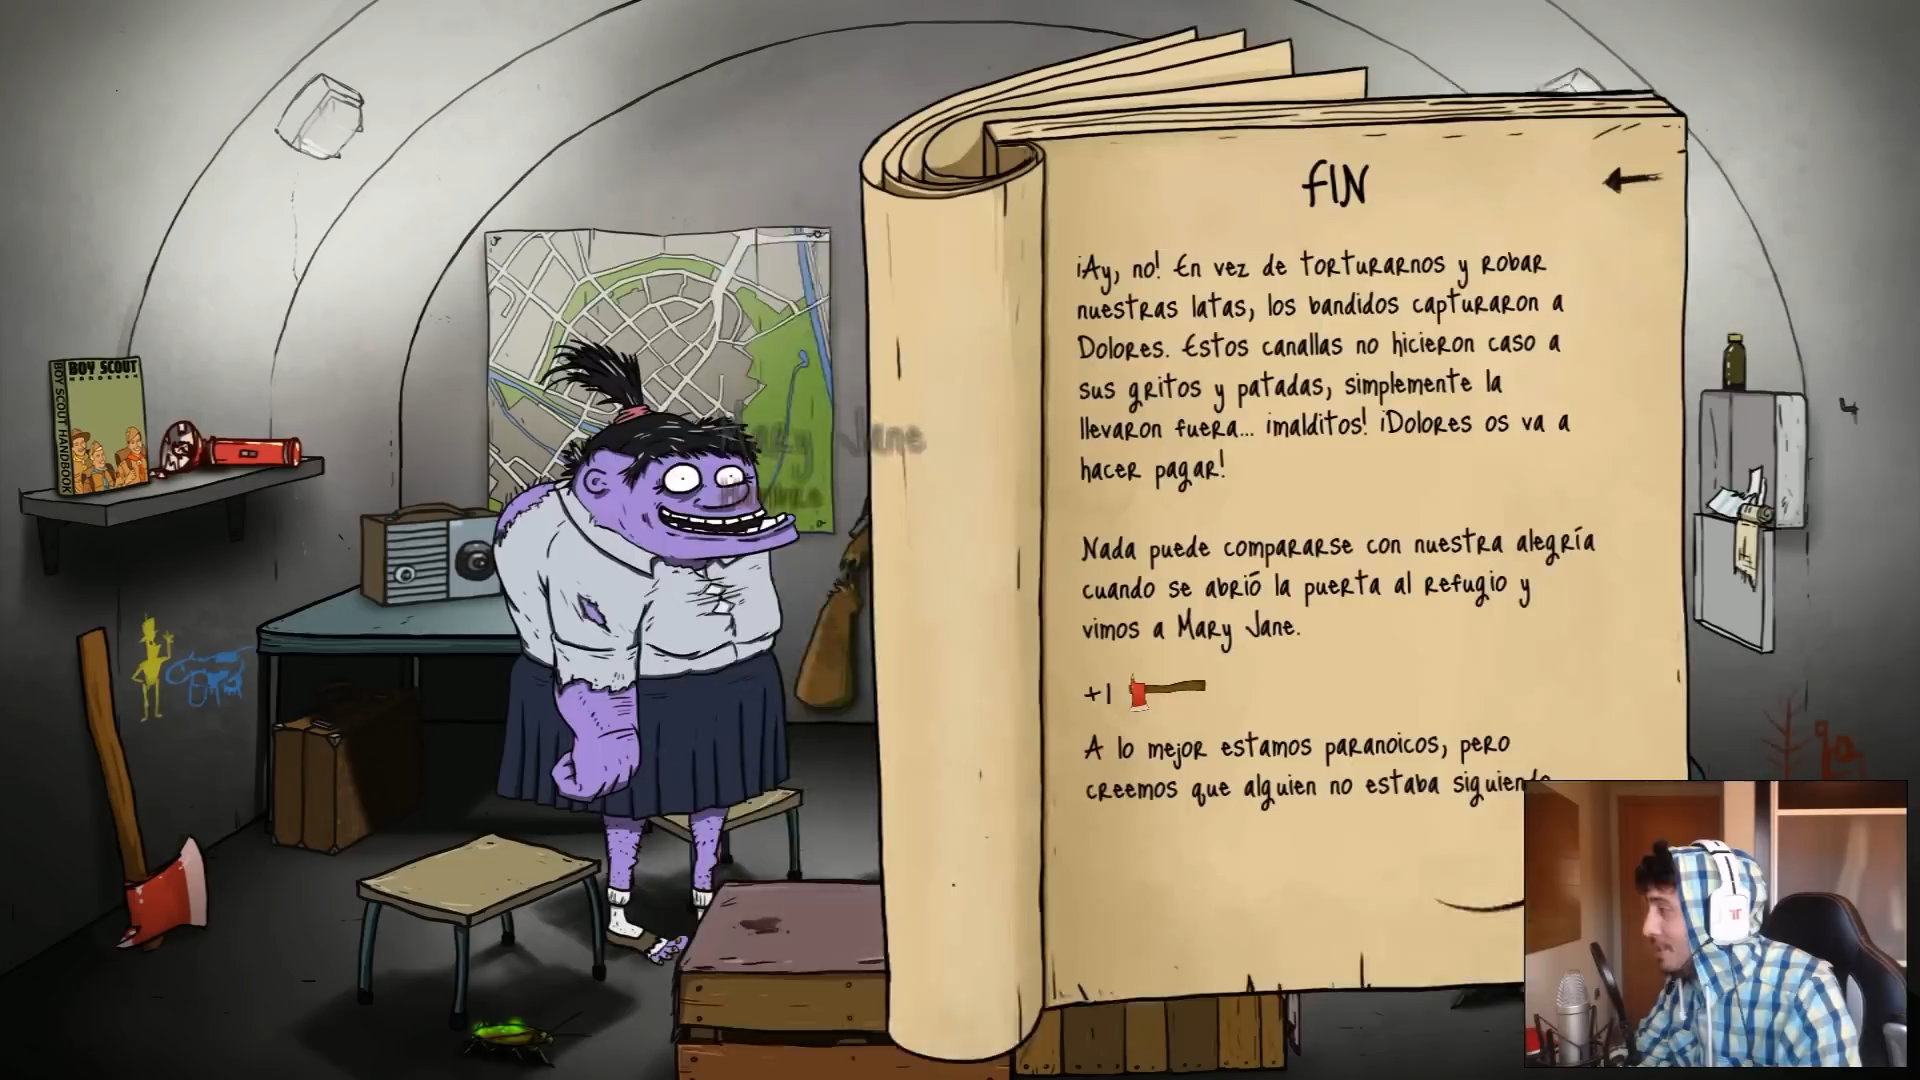 BOY SCOUT
HANDBOOK
BOY SCOUT HANDBOOK
Mary Jane
FIN
¡Ay, no! En vez de torturarnos y robar
nuestras latas, los bandidos capturaron a
Dolores. Estos canallas no hicieron caso a
sus gritos y patadas, simplemente la
llevaron fuera... ¡malditos! ¡Dolores os va a
hacer pagar!
Nada puede compararse con nuestra alegría
cuando se abrió la puerta al refugio y
vimos a Mary Jane.
+1
A lo mejor estamos paranoicos, pero
creemos que alguien no estaba siguiendo